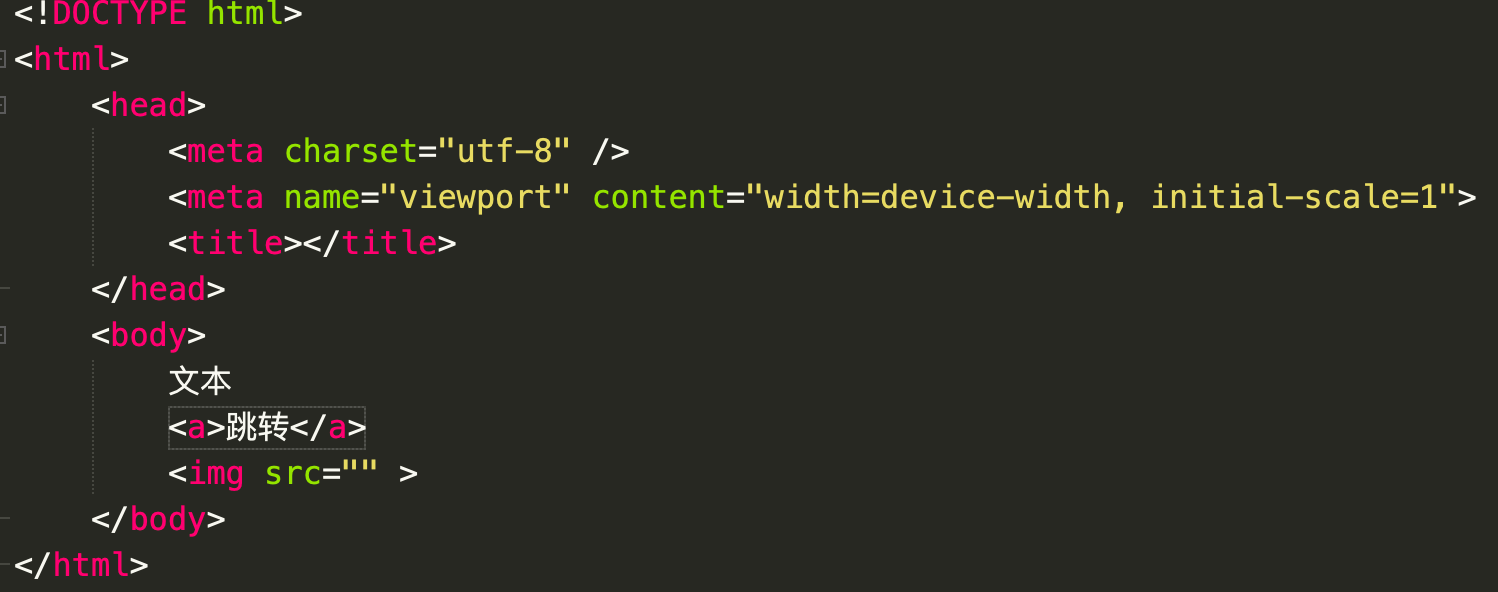 <!DOCTYPE html>
<html>
    <head>
        <meta charset="utf-8" />
        <meta name="viewport" content="width=device-width, initial-scale=1">
        <title></title>
    </head>
    <body>
        文本
        <a>跳转</a>
        <img src="" >
    </body>
</html>